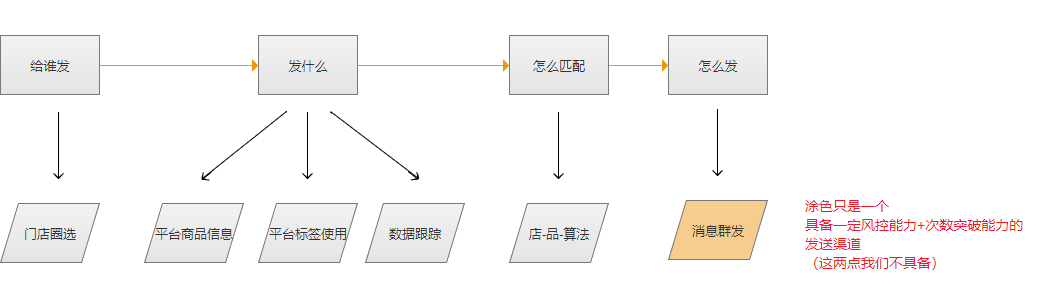 给谁发
发什么
怎么匹配
怎么发
门店圈选
平台商品信息
平台标签使用
数据跟踪
店-品-算法
消息群发
涂色只是一个
具备一定风控能力+次数突破能力的
发送渠道
（这两点我们不具备）